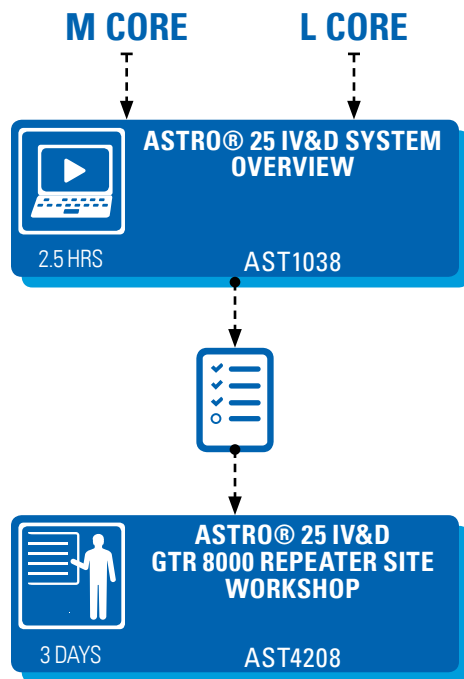 M CORE L CORE
ASTRO® 25 IV&D SYSTEM
OVERVIEW
2.5 HRS AST1038
ASTRO® 25 IV&D
GTR 8000 REPEATER SITE
WORKSHOP
3 DAYS AST4208